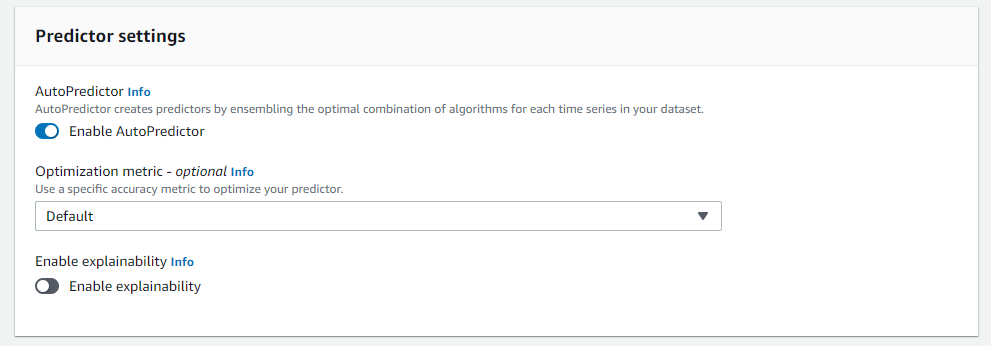 Predictor settings
AutoPredictor Info
AutoPredictor creates predictors by ensembling the optimal combination of algorithms for each time series in your dataset.
Enable AutoPredictor
Optimization metric - optional Info
Use a specific accuracy metric to optimize your predictor.
Default
Enable explainability Info
Enable explainability